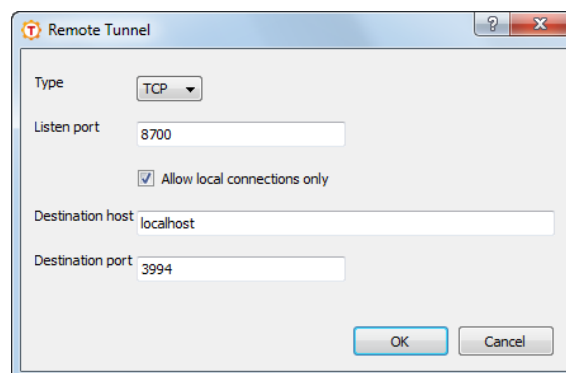 Remote Tunnel
Type TCP
Listen port 8700
Allow local connections only
Destination host localhost
Destination port 3994
OK Cancel